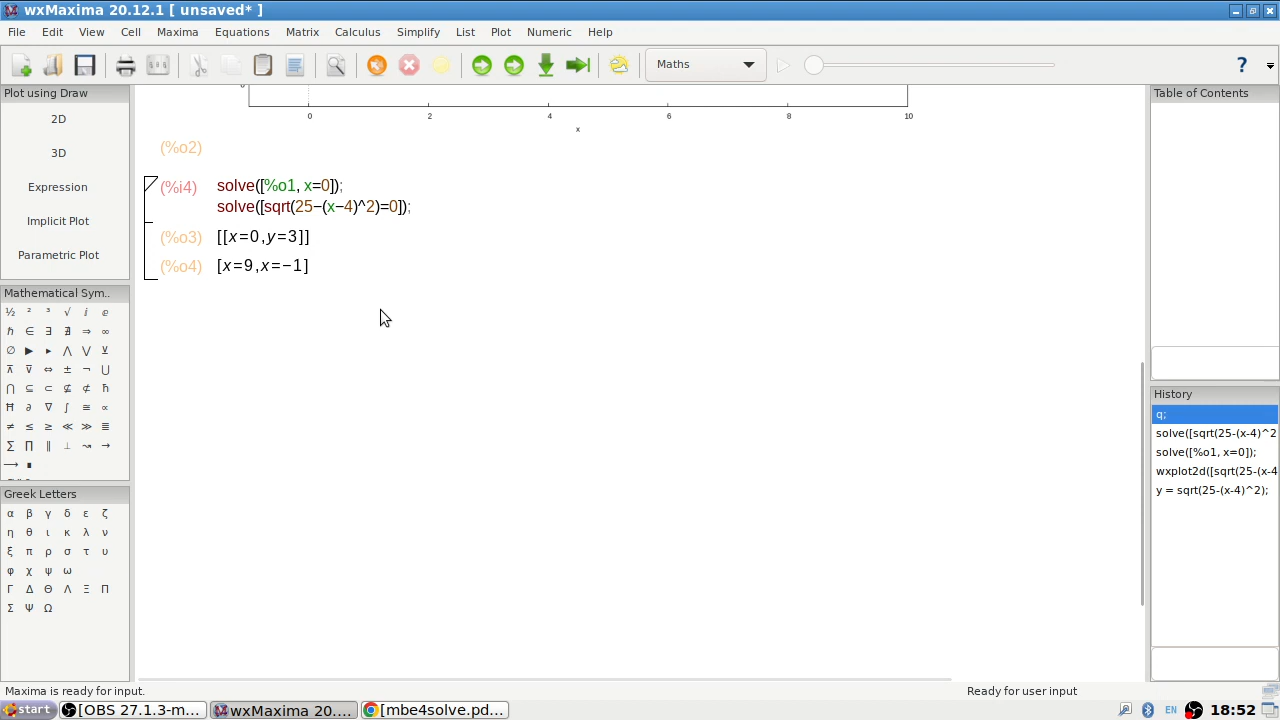 wxMaxima 20.12.1 [ unsaved* ]
File Edit View Cell Maxima Equations Matrix Calculus Simplify List Plot Numeric Help
Maths
?
Plot using Draw
2D
3D
Expression
Implicit Plot
Parametric Plot
Mathematical Sym..
½ ² ³ √ ⅈ ⅇ
ℏ ∈ ∃ ∄ ⇒ ∞
∅ ▶ ▸ ⋀ ⋁ ⊻
⊼ ⊽ ⇔ ± ¬ ⋃
⋂ ⊆ ⊂ ⊈ ⊄ ħ
Ħ ∂ ∇ ∫ ≅ ∝
≠ ≤ ≥ ≪ ≫ ≣
∑ ∏ ∥ ⟂ ↝ →
⟶ ∎
Greek Letters
α β γ δ ε ζ
η θ ι κ λ ν
ξ π ρ σ τ υ
φ χ ψ ω
Γ Δ Θ Λ Ξ Π
Σ Ψ Ω
0 2 4 6 8 10
x
(%o2)
(%i4) solve([%o1, x=0]);
solve([sqrt(25−(x−4)^2)=0]);
(%o3) [[x=0,y=3]]
(%o4) [x=9,x=−1]
Table of Contents
History
q;
solve([sqrt(25-(x-4)^2
solve([%o1, x=0]);
wxplot2d([sqrt(25-(x-4
y = sqrt(25-(x-4)^2);
Maxima is ready for input.
Ready for user input
start
[OBS 27.1.3-m...
wxMaxima 20....
[mbe4solve.pd...
EN
18:52